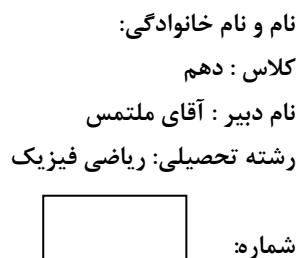 نام و نام خانوادگی:
کلاس : دهم
نام دبیر : آقای ملتمس
رشته تحصیلی: ریاضی فیزیک
شماره: